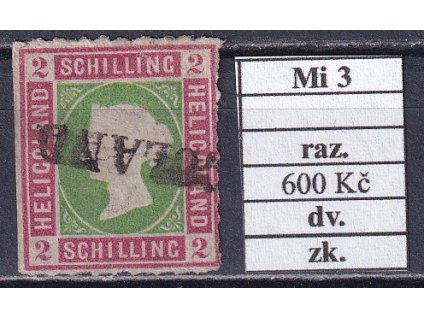 2 SCHILLING 2
HELIGOLAND
HELIGOLAND
2 SCHILLING 2
Mi 3
raz.
600 Kč
dv.
zk.